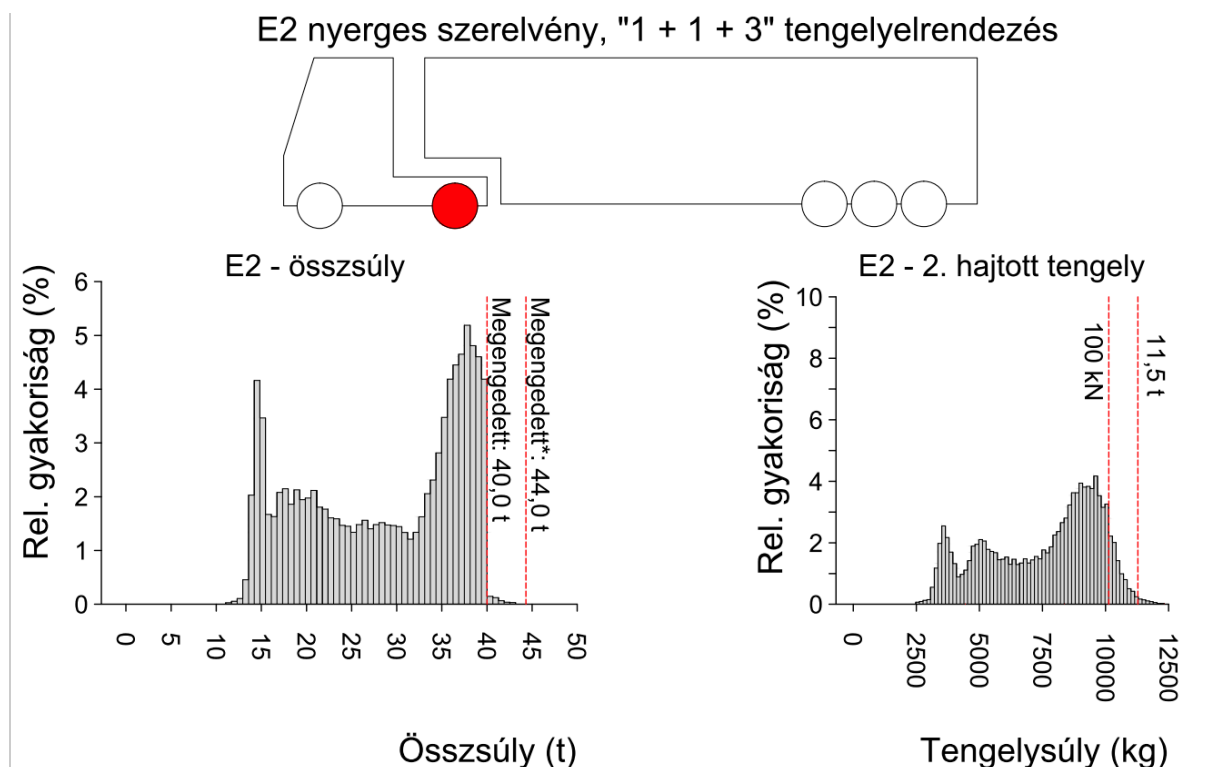 E2 nyerges szerelvény, "1 + 1 + 3" tengelyelrendezés
E2 - összsúly
Rel. gyakoriság (%)
6
5
4
3
2
1
0
0
5
10
15
20
25
30
35
40
45
50
Megengedett: 40,0 t
Megengedett*: 44,0 t
Összsúly (t)
E2 - 2. hajtott tengely
Rel. gyakoriság (%)
10
8
6
4
2
0
0
2500
5000
7500
10000
12500
100 kN
11,5 t
Tengelysúly (kg)